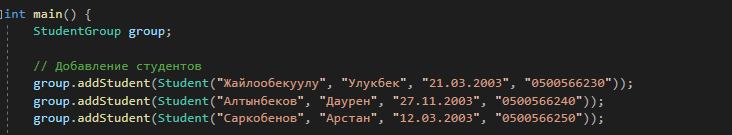 int main() {
StudentGroup group;
// Добавление студентов
group.addStudent(Student("Жайлообекуулу", "Улукбек", "21.03.2003", "0500566230"));
group.addStudent(Student("Алтынбеков", "Даурен", "27.11.2003", "0500566240"));
group.addStudent(Student("Саркобенов", "Арстан", "12.03.2003", "0500566250"));